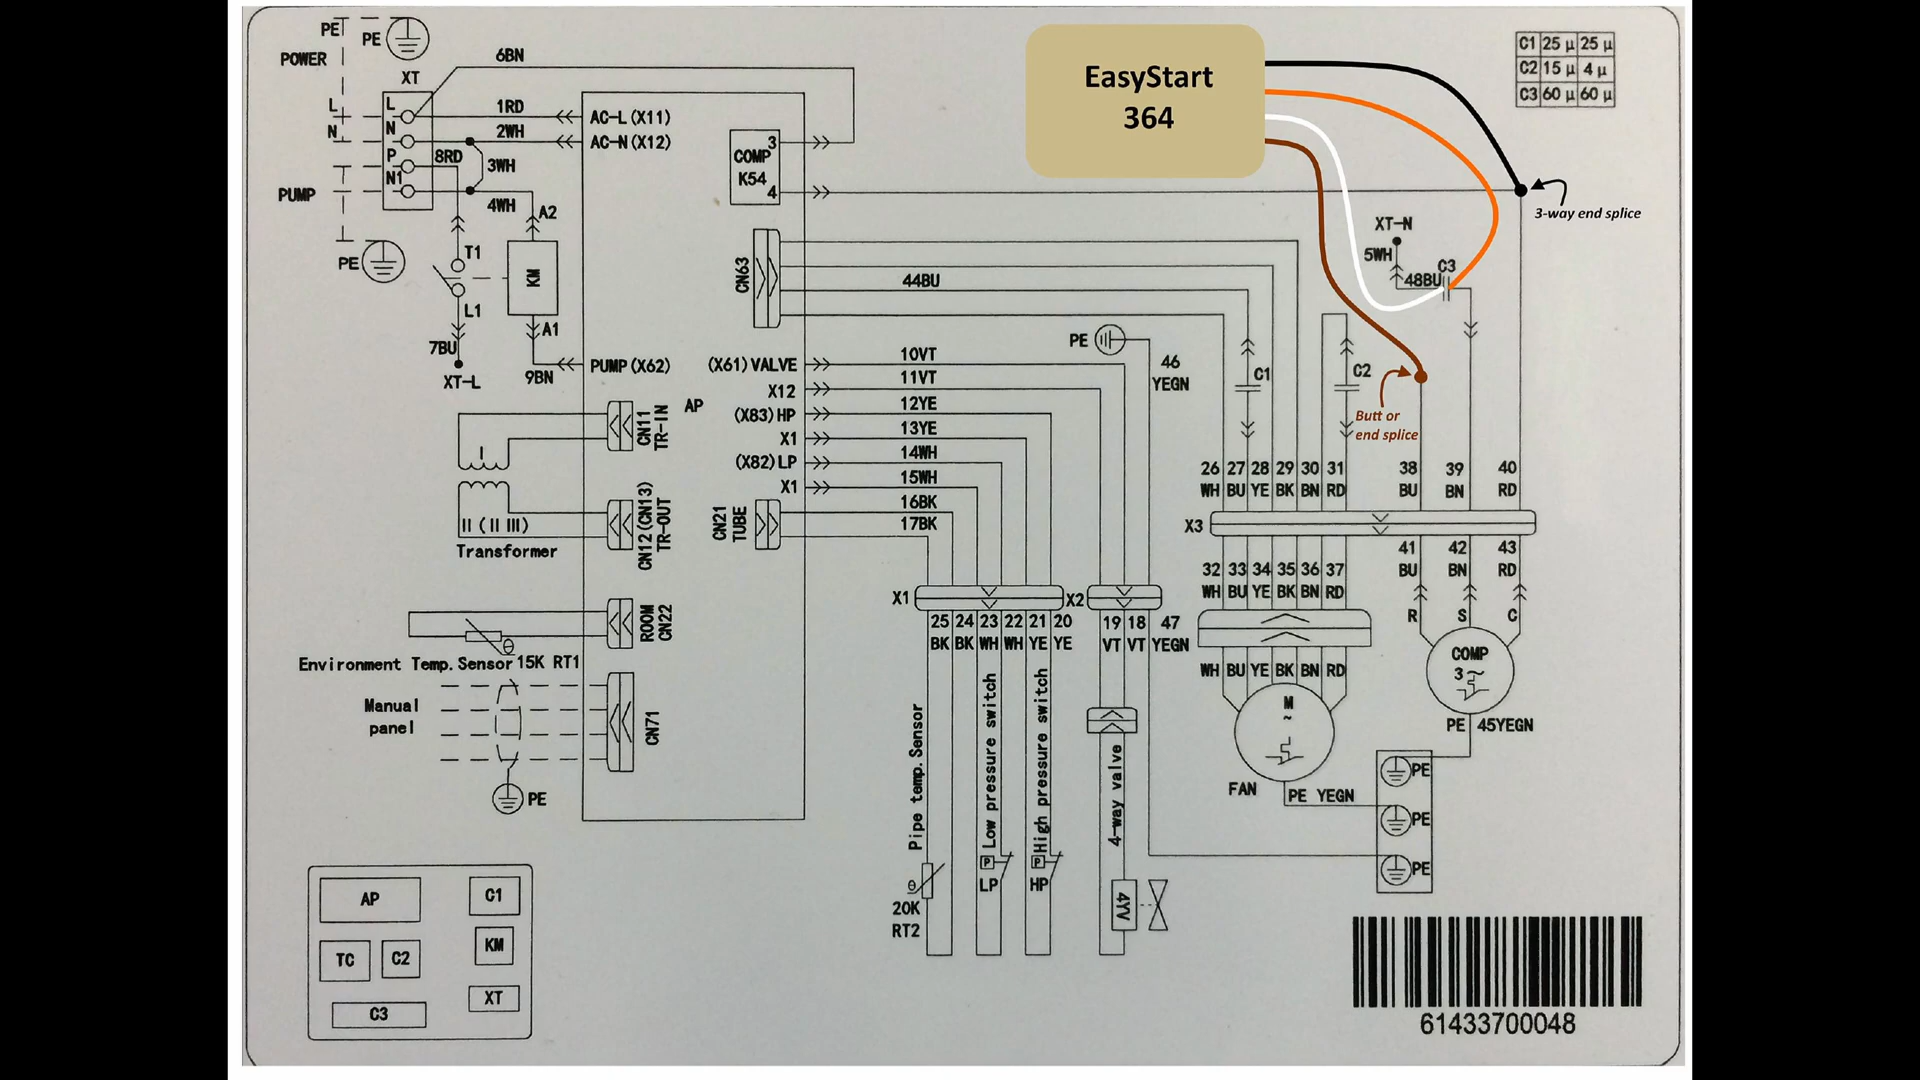 PE
PE
POWER
XT
6BN
L
L
1RD
AC-L (X11)
N
N
2WH
AC-N (X12)
P
8RD
3WH
N1
PUMP
4WH
A2
PE
T1
KM
L1
A1
7BU
XT-L
9BN
PUMP (X62)
COMP
K54
3
4
CN63
44BU
(X61) VALVE
10VT
X12
11VT
(X83) HP
12YE
X1
13YE
(X82) LP
14WH
X1
15WH
16BK
17BK
CN21
TUBE
AP
CN11
TR-IN
I
II (II III)
CN12 (CN13)
TR-OUT
Transformer
ROOM
CN22
θ
Environment Temp. Sensor 15K RT1
Manual
panel
CN71
PE
EasyStart
364
C1 25 μ 25 μ
C2 15 μ 4 μ
C3 60 μ 60 μ
3-way end splice
XT-N
5WH
C3
48BU
PE
46
YEGN
C1
C2
Butt or
end splice
26 27 28 29 30 31 38 39 40
WH BU YE BK BN RD BU BN RD
X3
41 42 43
BU BN RD
32 33 34 35 36 37
WH BU YE BK BN RD
R S C
X1
X2
25 24 23 22 21 20 19 18 47
BK BK WH WH YE YE VT VT YEGN
WH BU YE BK BN RD
COMP
3~
M
~
PE 45YEGN
FAN
PE YEGN
PE
PE
PE
Pipe temp. Sensor
Low pressure switch
High pressure switch
4-way valve
θ
20K
RT2
P
LP
P
HP
4YV
AP
C1
TC
C2
KM
C3
XT
61433700048